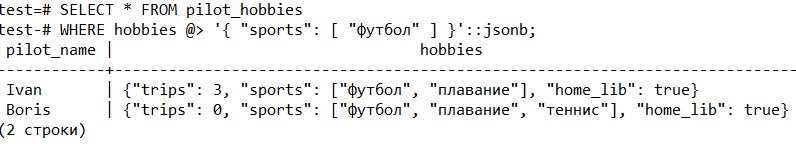 test=# SELECT * FROM pilot_hobbies
test-# WHERE hobbies @> '{ "sports": [ "футбол" ] }'::jsonb;
pilot_name | hobbies
------------+--------------------------------------------------------------------------
Ivan | {"trips": 3, "sports": ["футбол", "плавание"], "home_lib": true}
Boris | {"trips": 0, "sports": ["футбол", "плавание", "теннис"], "home_lib": true}
(2 строки)